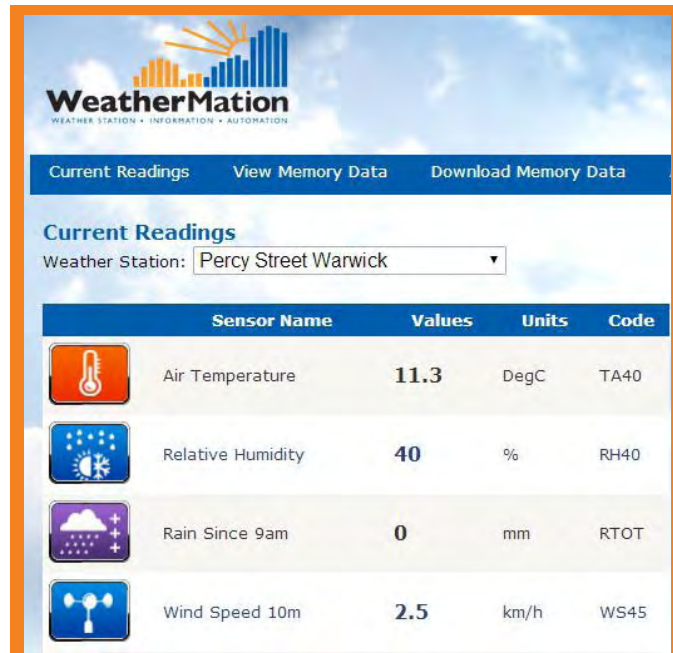 WeatherMation
WEATHER STATION • INFORMATION • AUTOMATION
Current Readings View Memory Data Download Memory Data
Current Readings
Weather Station: Percy Street Warwick
Sensor Name Values Units Code
Air Temperature 11.3 DegC TA40
Relative Humidity 40 % RH40
Rain Since 9am 0 mm RTOT
Wind Speed 10m 2.5 km/h WS45